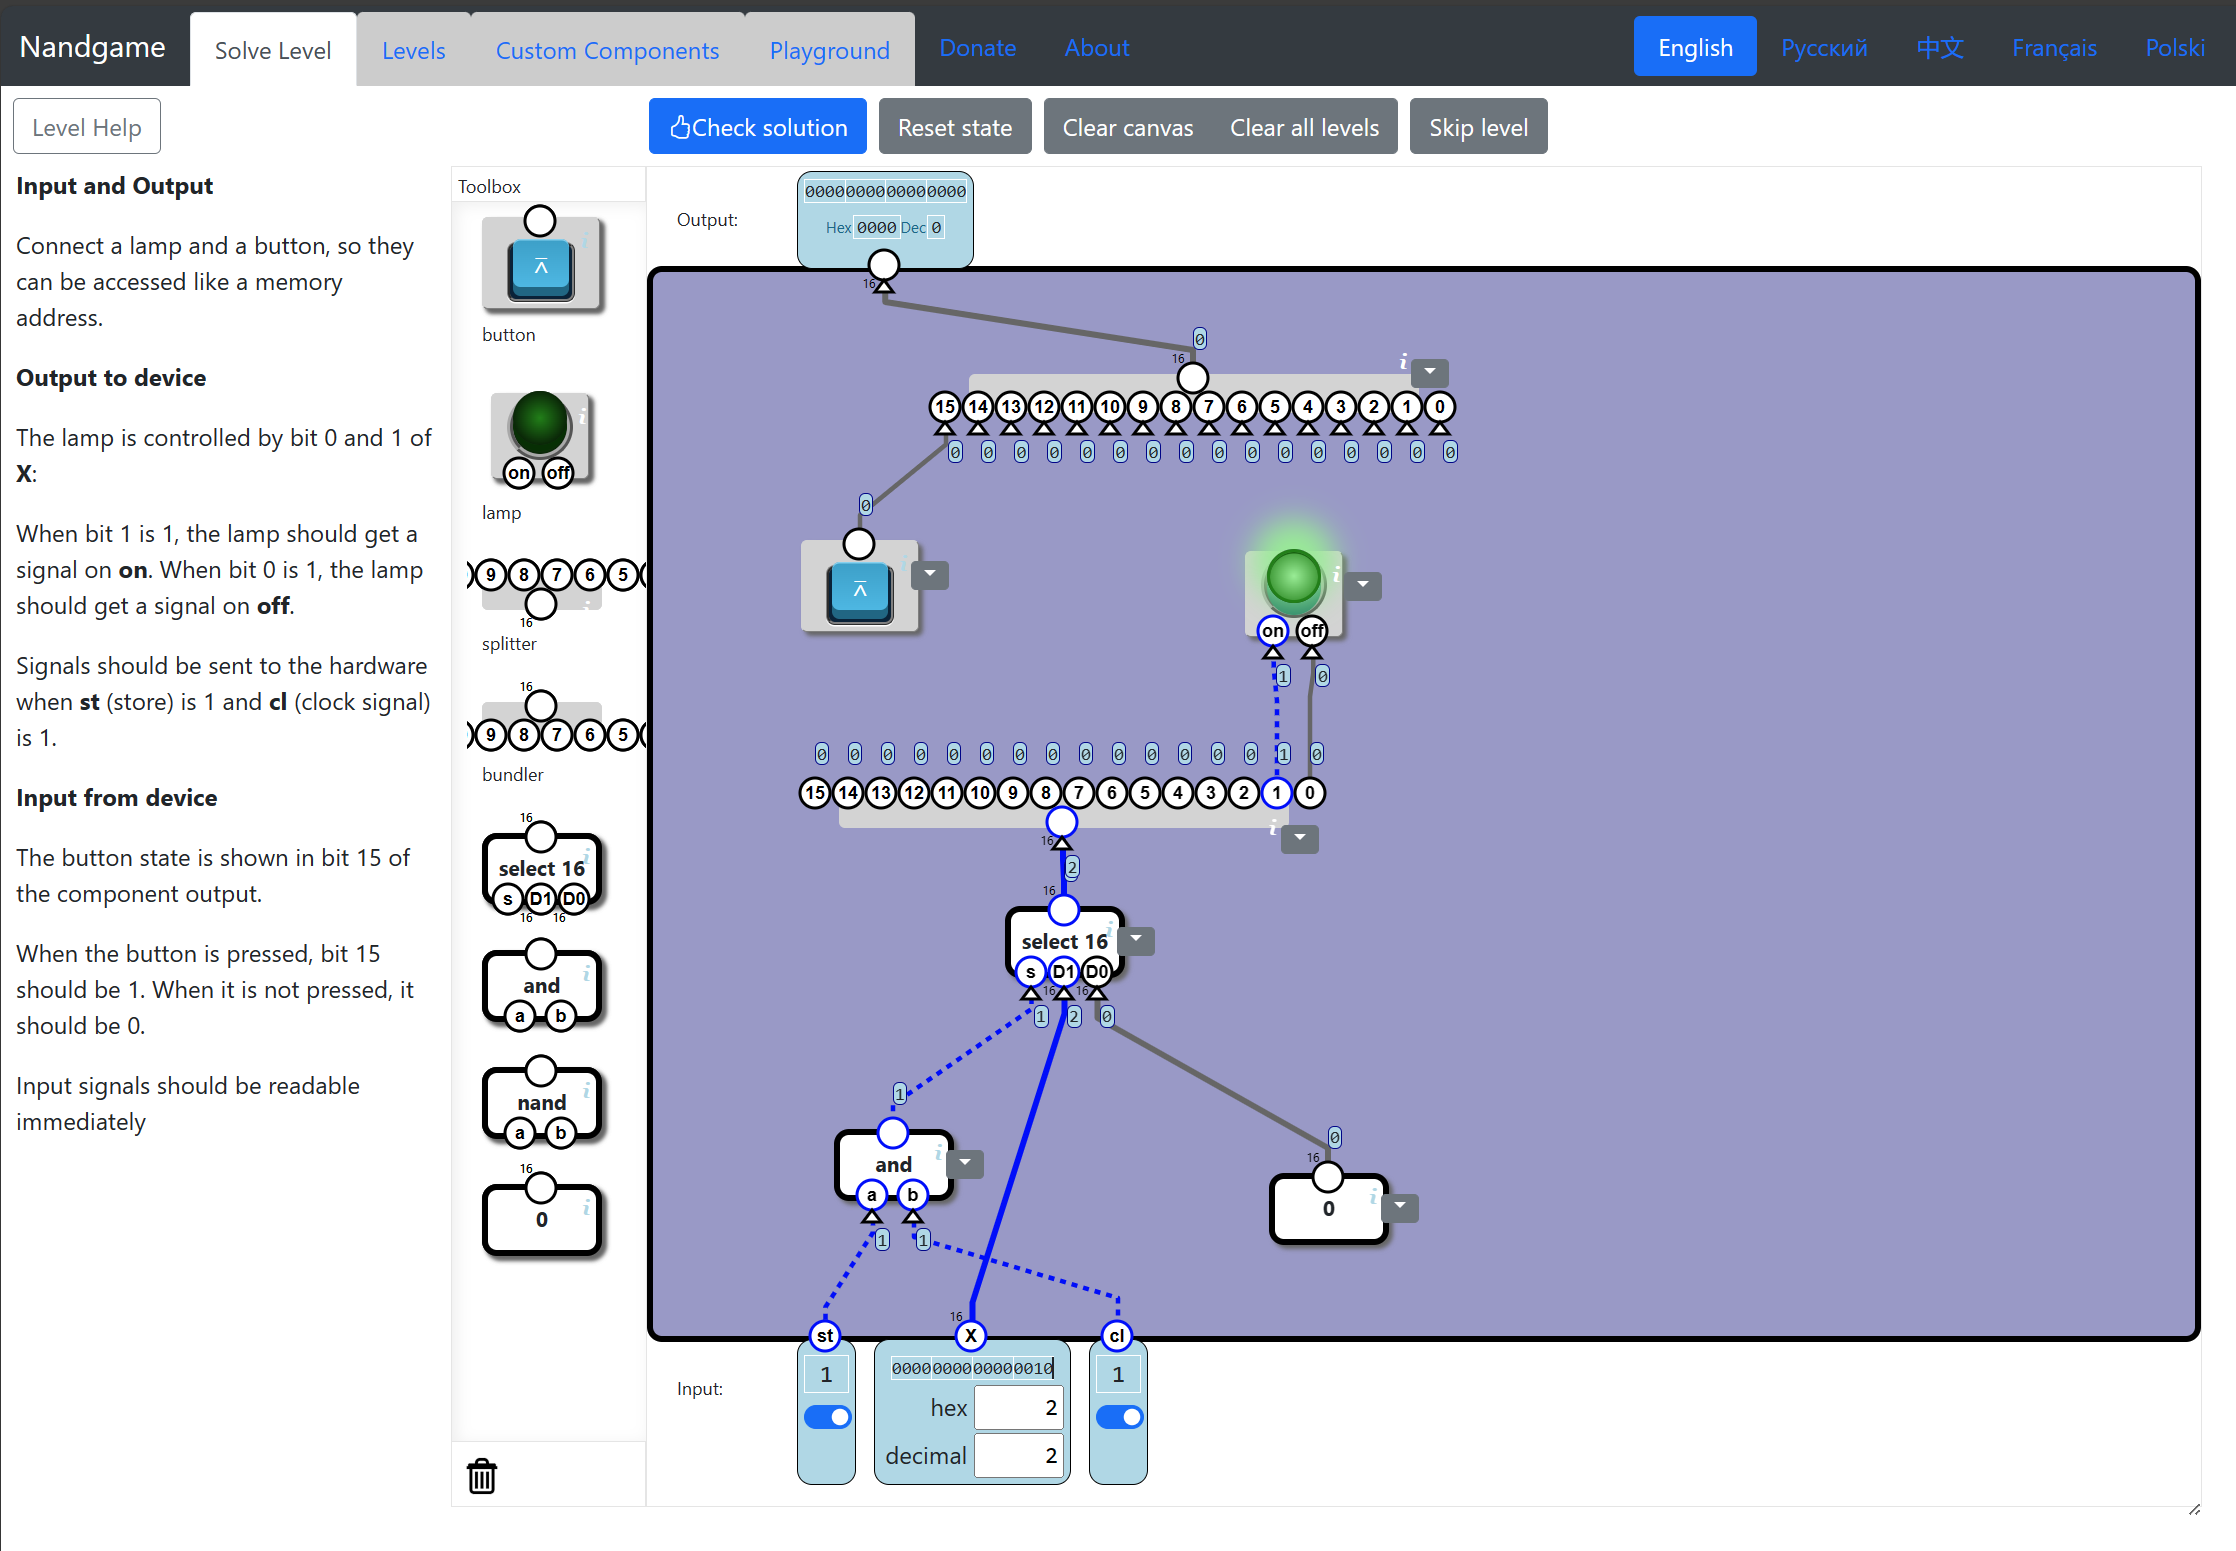 Nandgame
Solve Level
Levels
Custom Components
Playground
Donate
About
English
Русский
中文
Français
Polski
Level Help
Check solution
Reset state
Clear canvas
Clear all levels
Skip level
Input and Output
Connect a lamp and a button, so they
can be accessed like a memory
address.
Output to device
The lamp is controlled by bit 0 and 1 of
X:
When bit 1 is 1, the lamp should get a
signal on on. When bit 0 is 1, the lamp
should get a signal on off.
Signals should be sent to the hardware
when st (store) is 1 and cl (clock signal)
is 1.
Input from device
The button state is shown in bit 15 of
the component output.
When the button is pressed, bit 15
should be 1. When it is not pressed, it
should be 0.
Input signals should be readable
immediately
Toolbox
i
button
i
on off
lamp
9 8 7 6 5
i
16
splitter
16
9 8 7 6 5
bundler
16
i
select 16
s D1 D0
16 16
i
and
a b
i
nand
a b
16
i
0
Output:
0000000000000000
Hex 0000 Dec 0
16
0
16
i
15 14 13 12 11 10 9 8 7 6 5 4 3 2 1 0
0 0 0 0 0 0 0 0 0 0 0 0 0 0 0 0
0
i
i
on off
1 0
0 0 0 0 0 0 0 0 0 0 0 0 0 0 1 0
15 14 13 12 11 10 9 8 7 6 5 4 3 2 1 0
i
16
2
16
i
select 16
s D1 D0
16 16
1 2 0
1
i
and
a b
1 1
0
16
i
0
16
st X cl
Input:
1
0000000000000010
hex 2
decimal 2
1